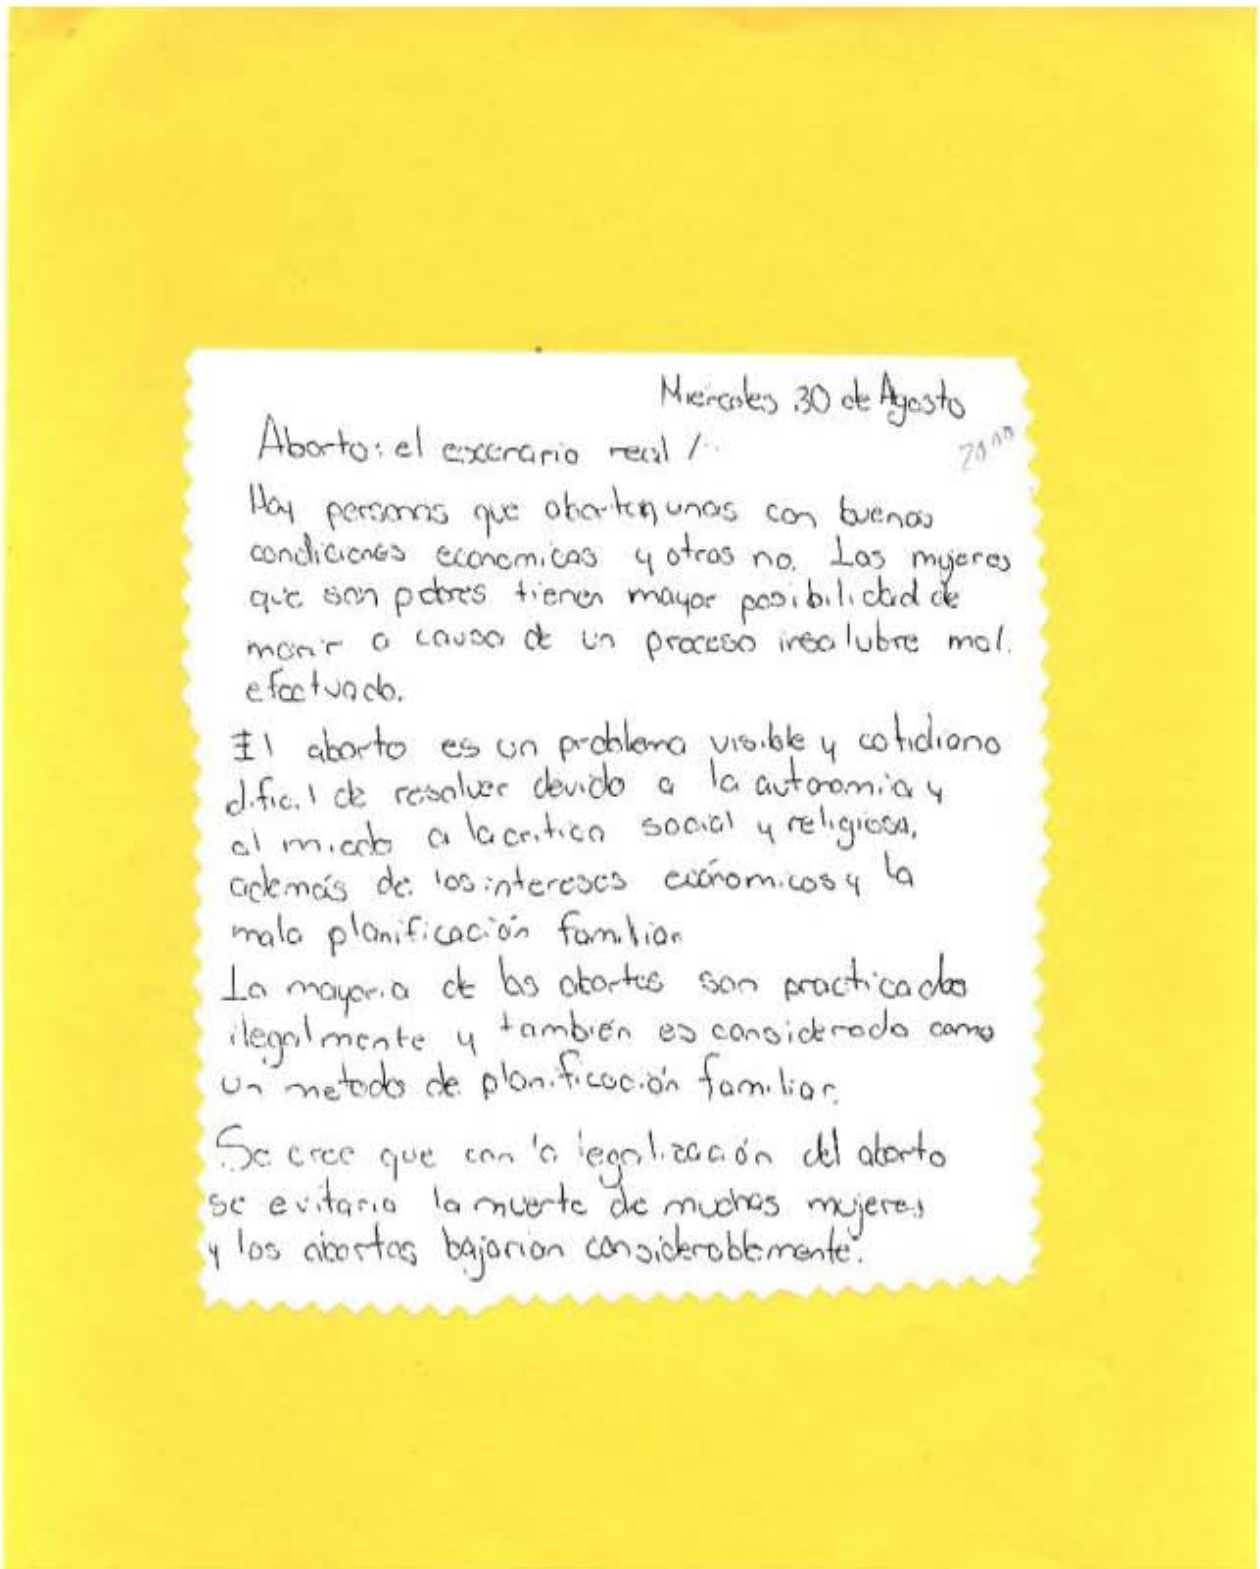 Miércoles 30 de Agosto
Aborto: el escenario real /..
Hay personas que abortan unas con buenas
condiciones economicas y otros no. Las mujeres
que son pobres tienen mayor posibilidad de
morir a causa de un proceso insalubre mal
efectuado.
El aborto es un problema visible y cotidiano
dificil de resolver devido a la autonomia y
al miedo a la critica social y religiosa,
además de los intereses económicos y la
mala planificación familiar
La mayoria de los abortos son practicados
ilegalmente y también es considerado como
un metodo de planificación familiar.
Se cree que con la legalización del aborto
se evitaria la muerte de muchas mujeres
y los abortos bajarian considerablemente.